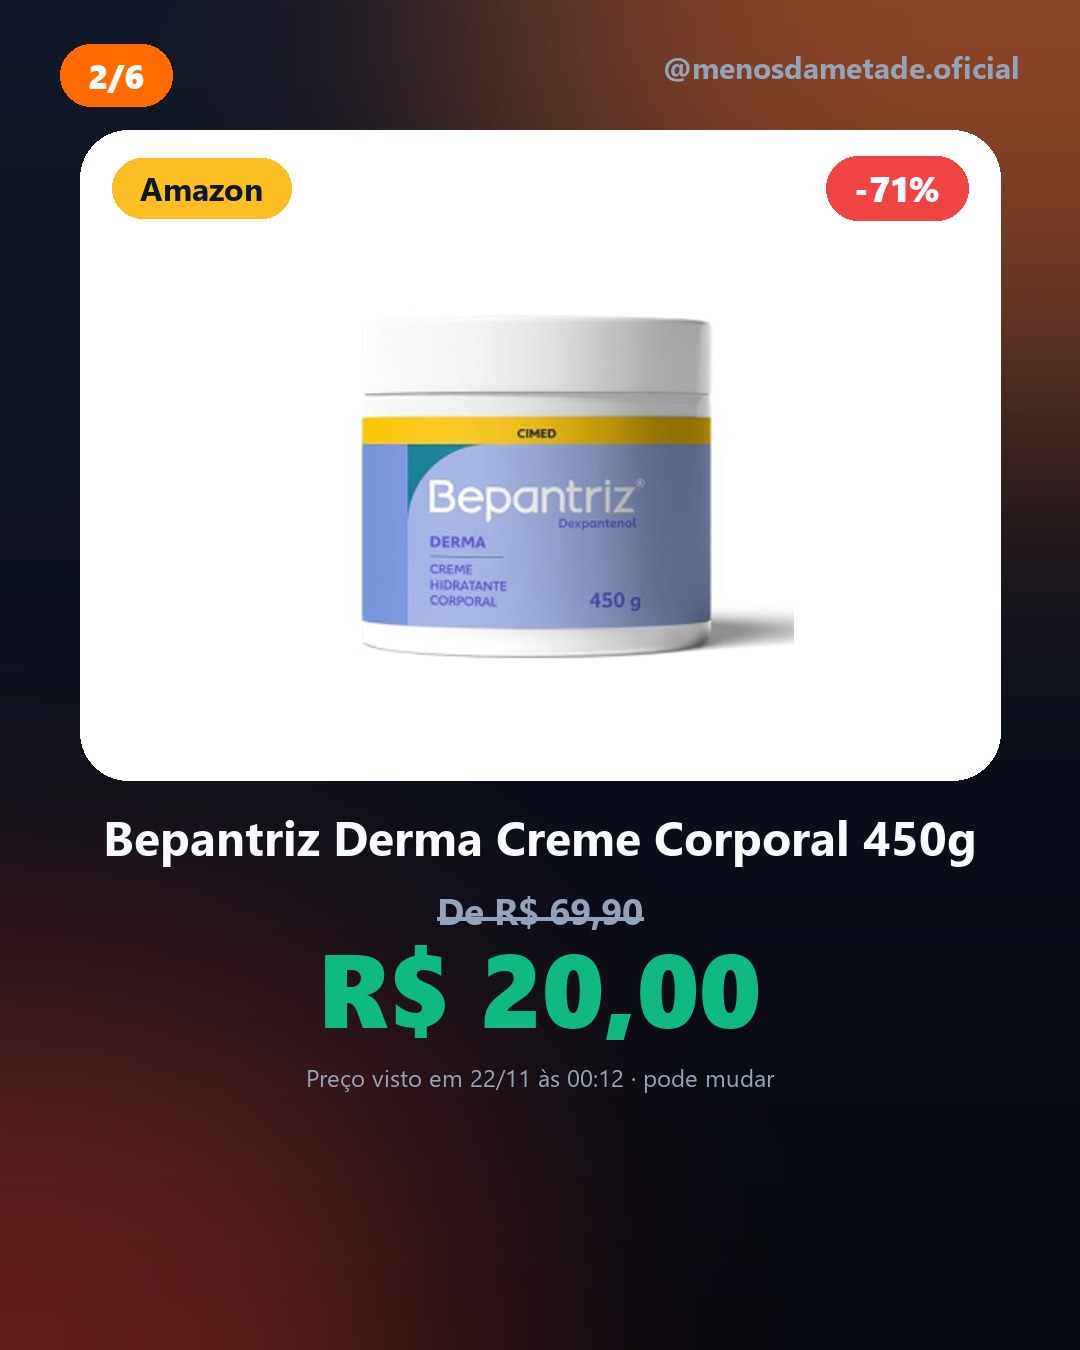 2/6
@menosdametade.oficial
Amazon
-71%
CIMED
Bepantriz®
Dexpantenol
DERMA
CREME
HIDRATANTE
CORPORAL
450 g
Bepantriz Derma Creme Corporal 450g
De R$ 69,90
R$ 20,00
Preço visto em 22/11 às 00:12 · pode mudar